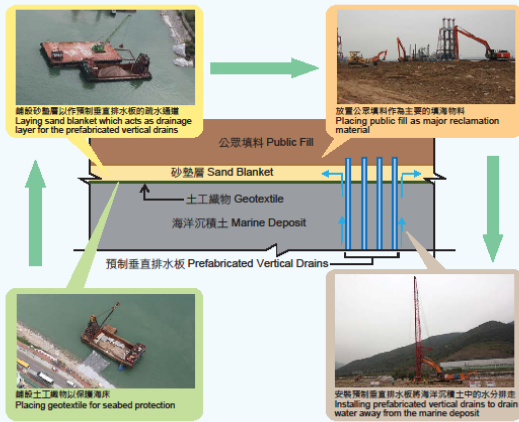 鋪設砂墊層以作預制垂直排水板的疏水通道
Laying sand blanket which acts as drainage
layer for the prefabricated vertical drains
放置公眾填料作為主要的填海物料
Placing public fill as major reclamation
material
公眾填料 Public Fill
砂墊層 Sand Blanket
土工織物 Geotextile
海洋沉積土 Marine Deposit
預制垂直排水板 Prefabricated Vertical Drains
鋪設土工織物以保護海床
Placing geotextile for seabed protection
安裝預制垂直排水板將海洋沉積土中的水分排走
Installing prefabricated vertical drains to drain
water away from the marine deposit